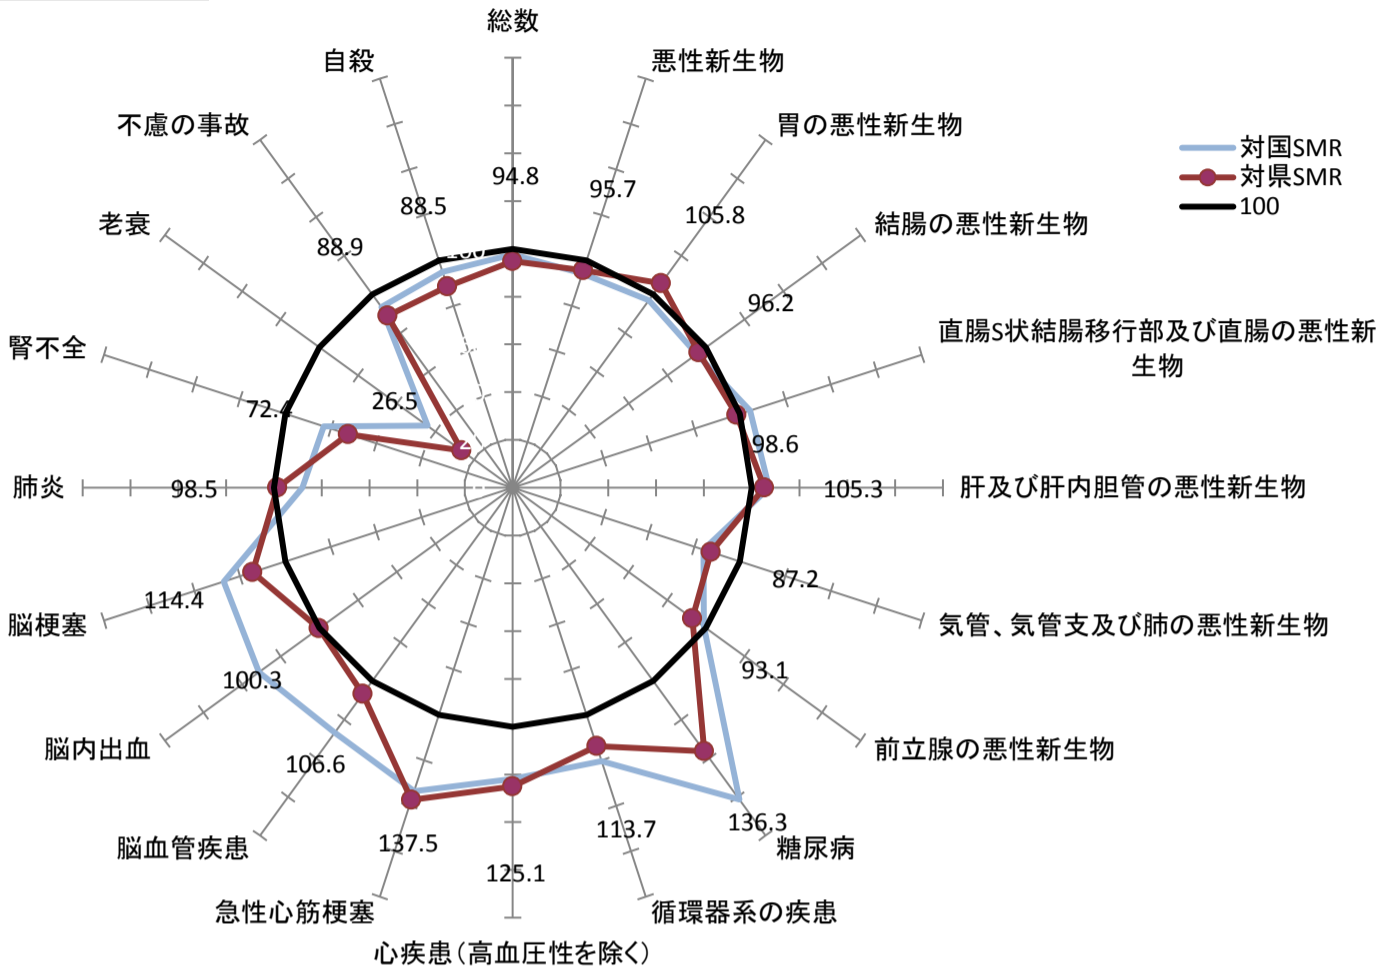 総数
自殺
悪性新生物
不慮の事故
胃の悪性新生物
対国SMR
対県SMR
100
94.8
95.7
88.5
105.8
老衰
88.9
結腸の悪性新生物
96.2
腎不全
直腸S状結腸移行部及び直腸の悪性新
生物
26.5
72.4
98.6
肺炎
98.5
105.3
肝及び肝内胆管の悪性新生物
87.2
脳梗塞
114.4
気管、気管支及び肺の悪性新生物
93.1
脳内出血
100.3
前立腺の悪性新生物
106.6
脳血管疾患
137.5
113.7
136.3
糖尿病
125.1
急性心筋梗塞
循環器系の疾患
心疾患（高血圧性を除く）